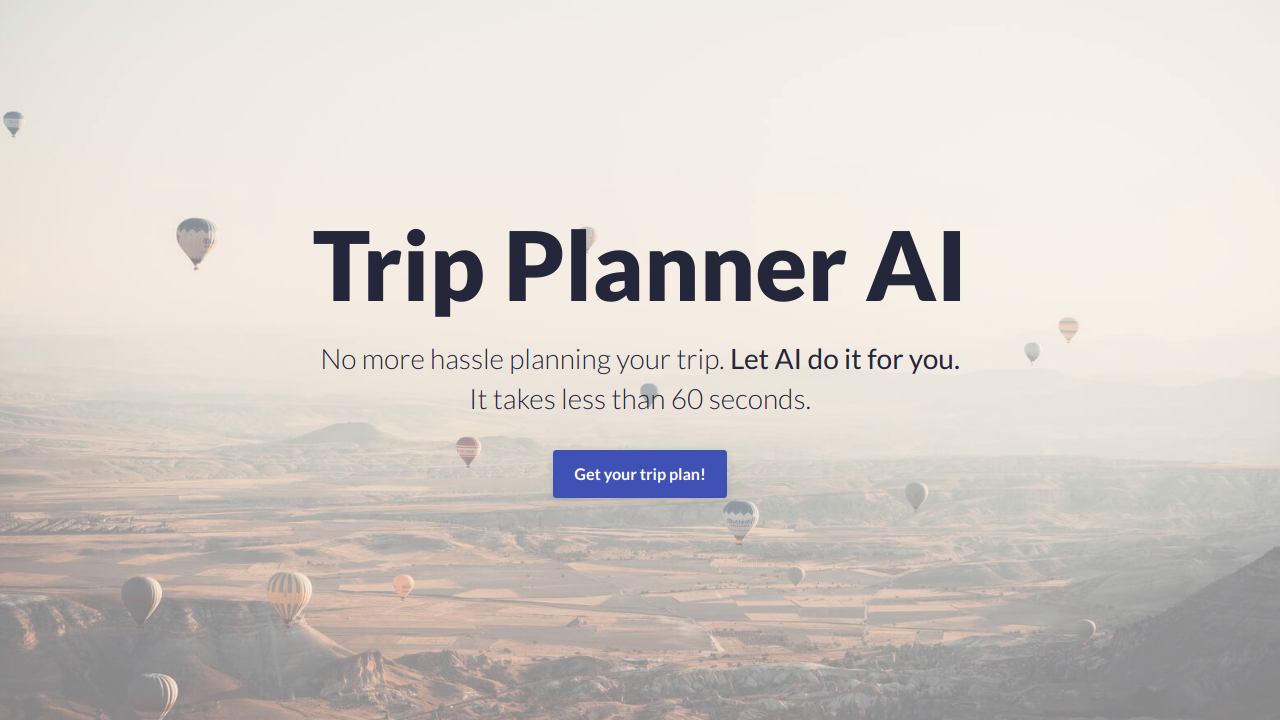 Trip Planner AI
No more hassle planning your trip. Let AI do it for you.
It takes less than 60 seconds.
Get your trip plan!